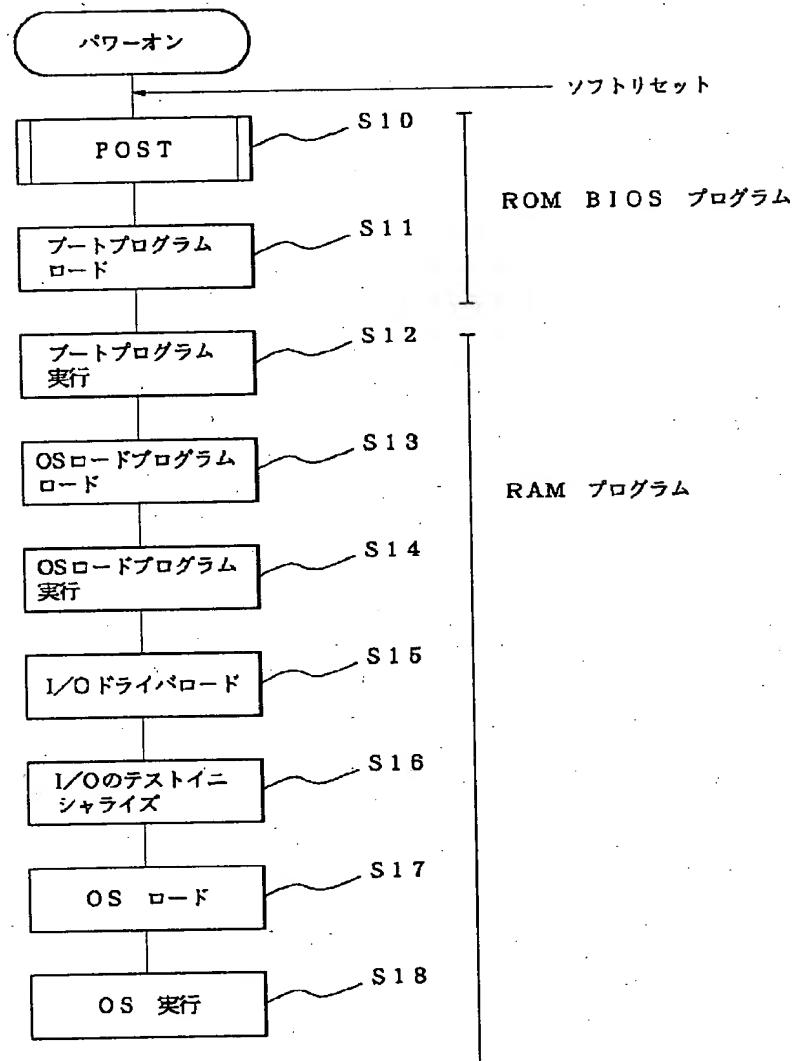 パワーオン
ソフトリセット
POST
S10
ROM BIOS プログラム
ブートプログラム
ロード
S11
ブートプログラム
実行
S12
OSロードプログラム
ロード
S13
RAM プログラム
OSロードプログラム
実行
S14
I/Oドライバロード
S15
I/Oのテストイニ
シャライズ
S16
OS ロード
S17
OS 実行
S18